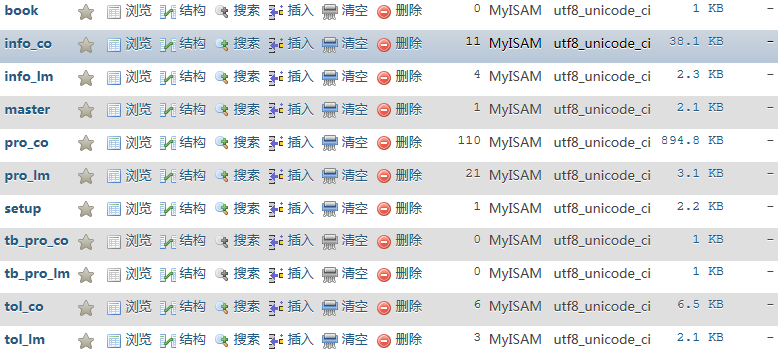 book 浏览 结构 搜索 插入 清空 删除 0 MyISAM utf8_unicode_ci 1 KB -
info_co 浏览 结构 搜索 插入 清空 删除 11 MyISAM utf8_unicode_ci 38.1 KB -
info_lm 浏览 结构 搜索 插入 清空 删除 4 MyISAM utf8_unicode_ci 2.3 KB -
master 浏览 结构 搜索 插入 清空 删除 1 MyISAM utf8_unicode_ci 2.1 KB -
pro_co 浏览 结构 搜索 插入 清空 删除 110 MyISAM utf8_unicode_ci 894.8 KB -
pro_lm 浏览 结构 搜索 插入 清空 删除 21 MyISAM utf8_unicode_ci 3.1 KB -
setup 浏览 结构 搜索 插入 清空 删除 1 MyISAM utf8_unicode_ci 2.2 KB -
tb_pro_co 浏览 结构 搜索 插入 清空 删除 0 MyISAM utf8_unicode_ci 1 KB -
tb_pro_lm 浏览 结构 搜索 插入 清空 删除 0 MyISAM utf8_unicode_ci 1 KB -
tol_co 浏览 结构 搜索 插入 清空 删除 6 MyISAM utf8_unicode_ci 6.5 KB -
tol_lm 浏览 结构 搜索 插入 清空 删除 3 MyISAM utf8_unicode_ci 2.1 KB -